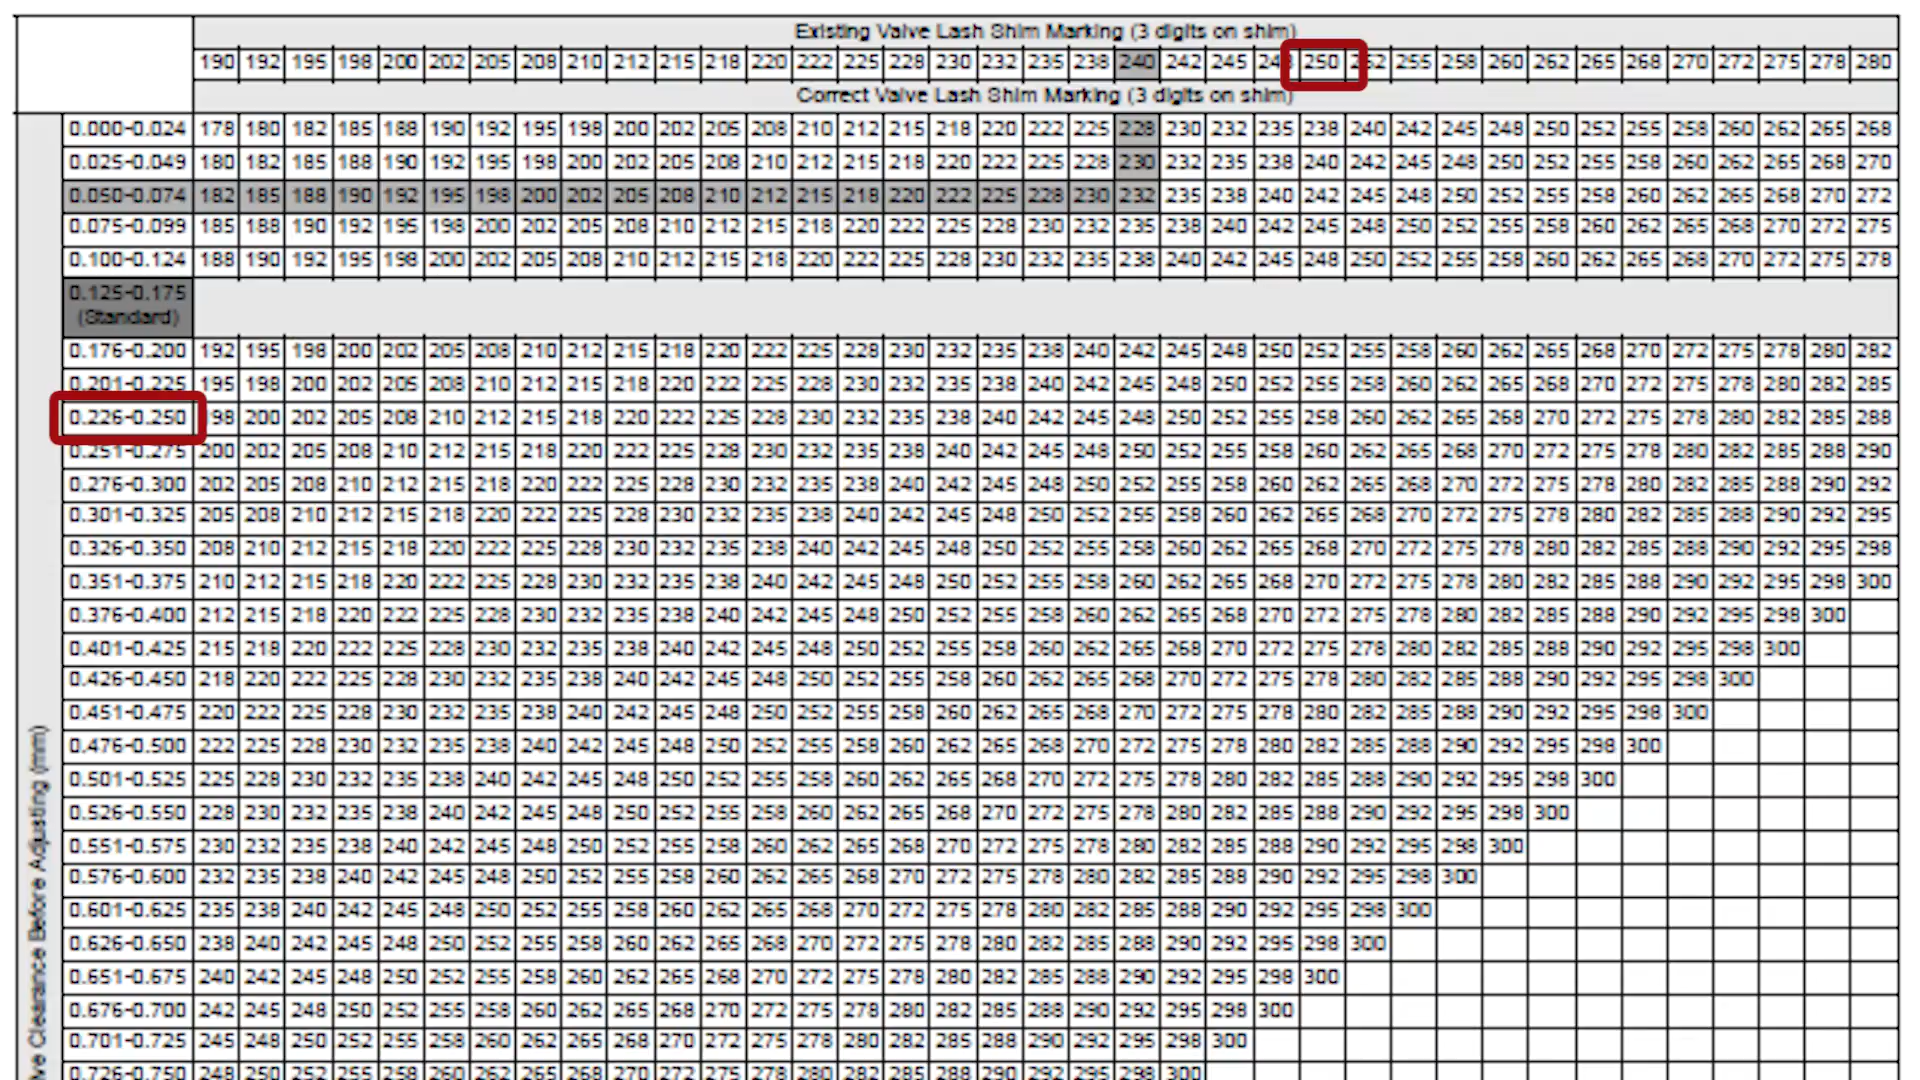 Existing Valve Lash Shim Marking (3 digits on shim)
190 192 195 198 200 202 205 208 210 212 215 218 220 222 225 228 230 232 235 238 240 242 245 248 250 252 255 258 260 262 265 268 270 272 275 278 280
Correct Valve Lash Shim Marking (3 digits on shim)
0.000-0.024 178 180 182 185 188 190 192 195 198 200 202 205 208 210 212 215 218 220 222 225 228 230 232 235 238 240 242 245 248 250 252 255 258 260 262 265 268
0.025-0.049 180 182 185 188 190 192 195 198 200 202 205 208 210 212 215 218 220 222 225 228 230 232 235 238 240 242 245 248 250 252 255 258 260 262 265 268 270
0.050-0.074 182 185 188 190 192 195 198 200 202 205 208 210 212 215 218 220 222 225 228 230 232 235 238 240 242 245 248 250 252 255 258 260 262 265 268 270 272
0.075-0.099 185 188 190 192 195 198 200 202 205 208 210 212 215 218 220 222 225 228 230 232 235 238 240 242 245 248 250 252 255 258 260 262 265 268 270 272 275
0.100-0.124 188 190 192 195 198 200 202 205 208 210 212 215 218 220 222 225 228 230 232 235 238 240 242 245 248 250 252 255 258 260 262 265 268 270 272 275 278
0.125-0.175
(Standard)
0.176-0.200 192 195 198 200 202 205 208 210 212 215 218 220 222 225 228 230 232 235 238 240 242 245 248 250 252 255 258 260 262 265 268 270 272 275 278 280 282
0.201-0.225 195 198 200 202 205 208 210 212 215 218 220 222 225 228 230 232 235 238 240 242 245 248 250 252 255 258 260 262 265 268 270 272 275 278 280 282 285
0.226-0.250 198 200 202 205 208 210 212 215 218 220 222 225 228 230 232 235 238 240 242 245 248 250 252 255 258 260 262 265 268 270 272 275 278 280 282 285 288
0.251-0.275 200 202 205 208 210 212 215 218 220 222 225 228 230 232 235 238 240 242 245 248 250 252 255 258 260 262 265 268 270 272 275 278 280 282 285 288 290
0.276-0.300 202 205 208 210 212 215 218 220 222 225 228 230 232 235 238 240 242 245 248 250 252 255 258 260 262 265 268 270 272 275 278 280 282 285 288 290 292
0.301-0.325 205 208 210 212 215 218 220 222 225 228 230 232 235 238 240 242 245 248 250 252 255 258 260 262 265 268 270 272 275 278 280 282 285 288 290 292 295
0.326-0.350 208 210 212 215 218 220 222 225 228 230 232 235 238 240 242 245 248 250 252 255 258 260 262 265 268 270 272 275 278 280 282 285 288 290 292 295 298
0.351-0.375 210 212 215 218 220 222 225 228 230 232 235 238 240 242 245 248 250 252 255 258 260 262 265 268 270 272 275 278 280 282 285 288 290 292 295 298 300
0.376-0.400 212 215 218 220 222 225 228 230 232 235 238 240 242 245 248 250 252 255 258 260 262 265 268 270 272 275 278 280 282 285 288 290 292 295 298 300
0.401-0.425 215 218 220 222 225 228 230 232 235 238 240 242 245 248 250 252 255 258 260 262 265 268 270 272 275 278 280 282 285 288 290 292 295 298 300
0.426-0.450 218 220 222 225 228 230 232 235 238 240 242 245 248 250 252 255 258 260 262 265 268 270 272 275 278 280 282 285 288 290 292 295 298 300
0.451-0.475 220 222 225 228 230 232 235 238 240 242 245 248 250 252 255 258 260 262 265 268 270 272 275 278 280 282 285 288 290 292 295 298 300
0.476-0.500 222 225 228 230 232 235 238 240 242 245 248 250 252 255 258 260 262 265 268 270 272 275 278 280 282 285 288 290 292 295 298 300
0.501-0.525 225 228 230 232 235 238 240 242 245 248 250 252 255 258 260 262 265 268 270 272 275 278 280 282 285 288 290 292 295 298 300
0.526-0.550 228 230 232 235 238 240 242 245 248 250 252 255 258 260 262 265 268 270 272 275 278 280 282 285 288 290 292 295 298 300
0.551-0.575 230 232 235 238 240 242 245 248 250 252 255 258 260 262 265 268 270 272 275 278 280 282 285 288 290 292 295 298 300
0.576-0.600 232 235 238 240 242 245 248 250 252 255 258 260 262 265 268 270 272 275 278 280 282 285 288 290 292 295 298 300
0.601-0.625 235 238 240 242 245 248 250 252 255 258 260 262 265 268 270 272 275 278 280 282 285 288 290 292 295 298 300
0.626-0.650 238 240 242 245 248 250 252 255 258 260 262 265 268 270 272 275 278 280 282 285 288 290 292 295 298 300
0.651-0.675 240 242 245 248 250 252 255 258 260 262 265 268 270 272 275 278 280 282 285 288 290 292 295 298 300
0.676-0.700 242 245 248 250 252 255 258 260 262 265 268 270 272 275 278 280 282 285 288 290 292 295 298 300
0.701-0.725 245 248 250 252 255 258 260 262 265 268 270 272 275 278 280 282 285 288 290 292 295 298 300
0.726-0.750 248 250 252 255 258 260 262 265 268 270 272 275 278 280 282 285 288 290 292 295 298 300
Clearance Before Adjusting (mm)